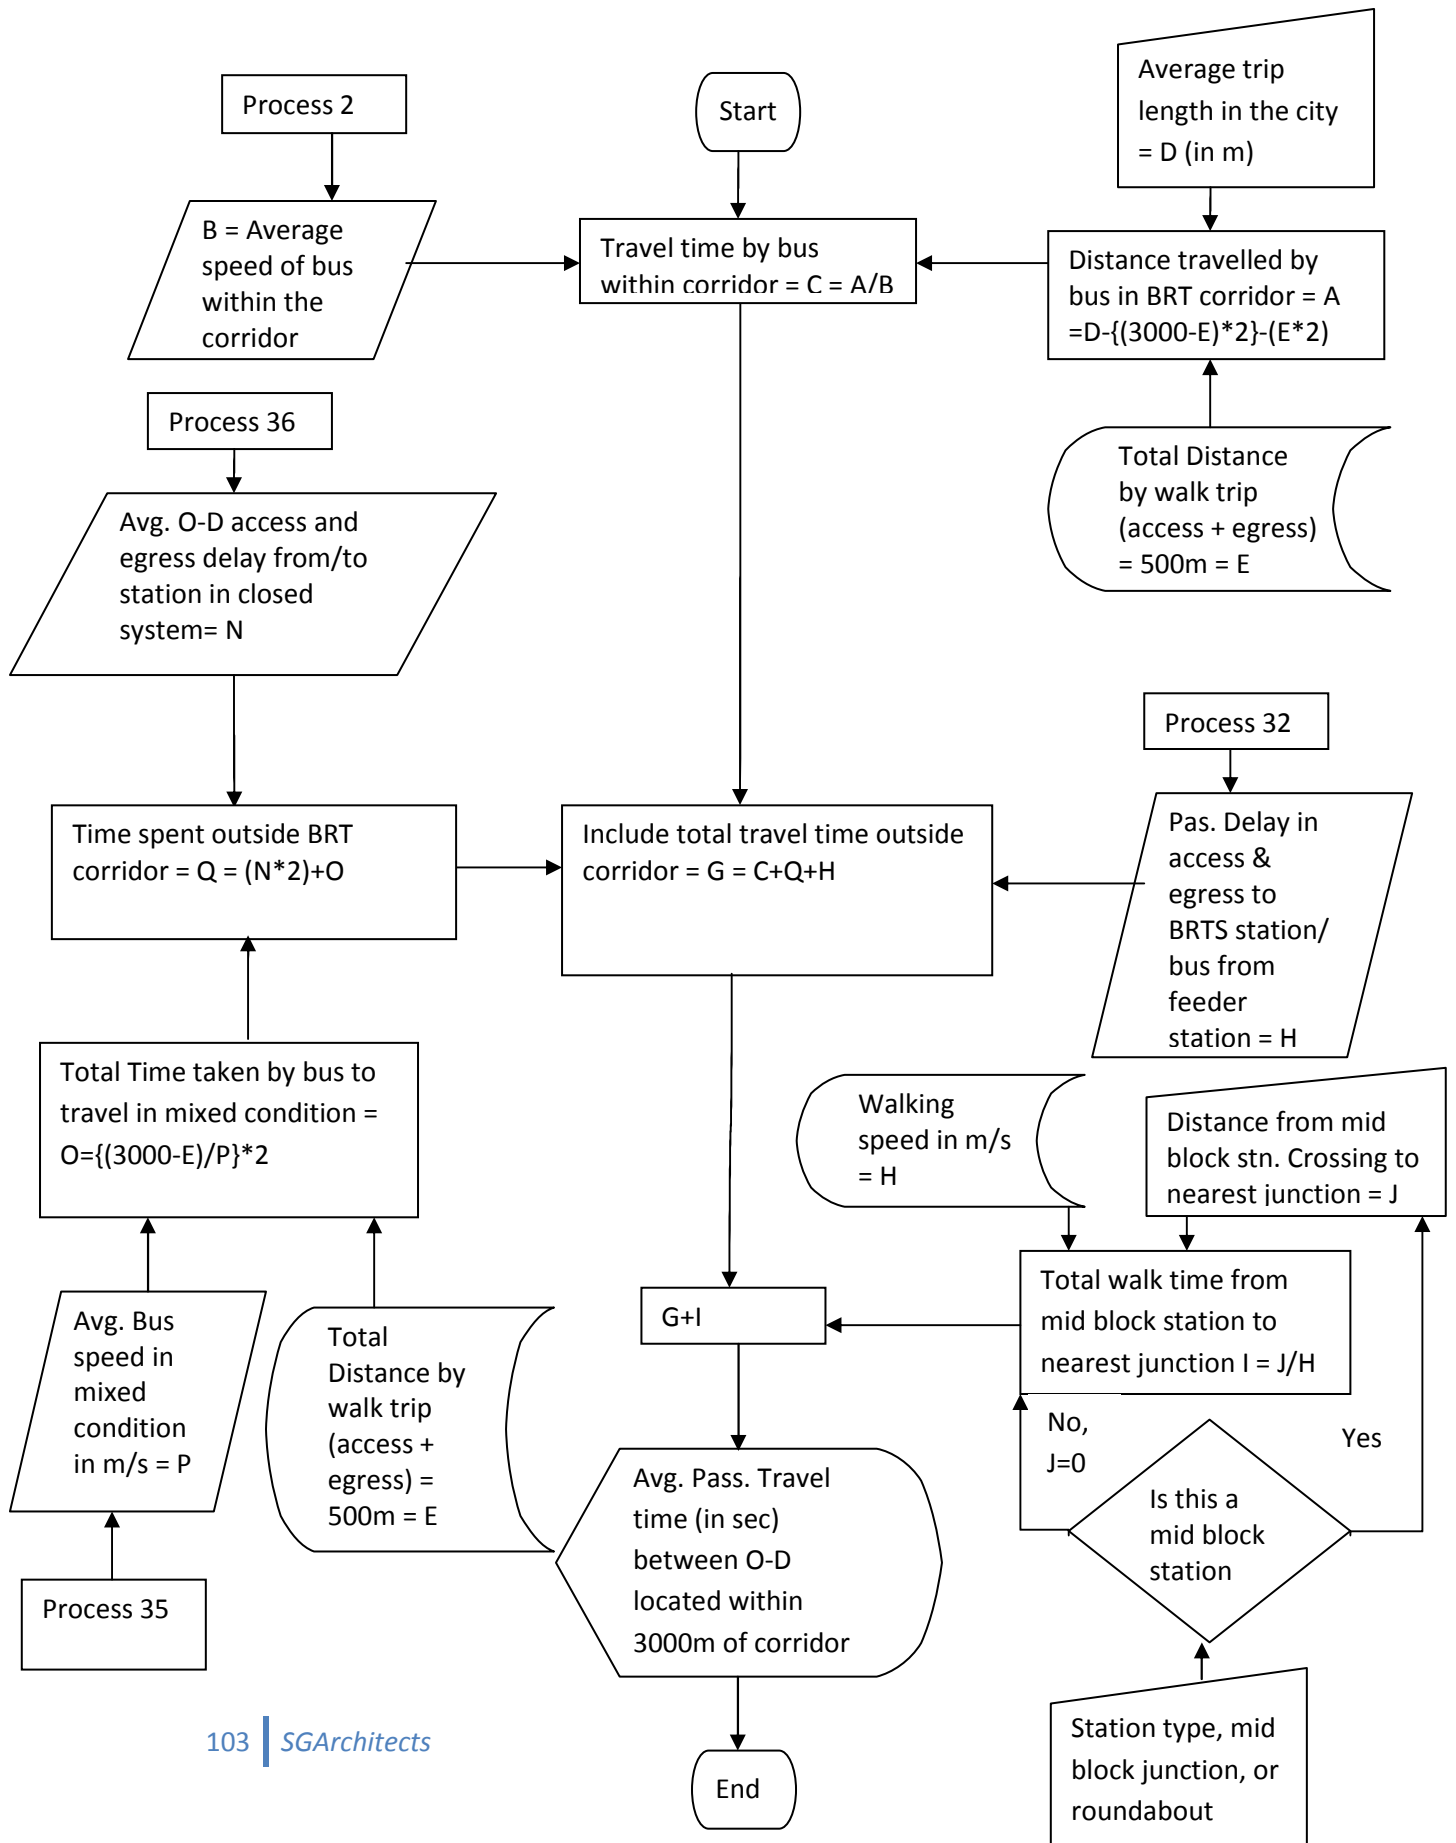 Process 2
Start
Average trip
length in the city
= D (in m)
B = Average
speed of bus
within the
corridor
Travel time by bus
within corridor = C = A/B
Distance travelled by
bus in BRT corridor = A
=D-{(3000-E)*2}-(E*2)
Process 36
Total Distance
by walk trip
(access + egress)
= 500m = E
Avg. O-D access and
egress delay from/to
station in closed
system= N
Process 32
Time spent outside BRT
corridor = Q = (N*2)+O
Include total travel time outside
corridor = G = C+Q+H
Pas. Delay in
access &
egress to
BRTS station/
bus from
feeder
station = H
Total Time taken by bus to
travel in mixed condition =
O={(3000-E)/P}*2
Walking
speed in m/s
= H
Distance from mid
block stn. Crossing to
nearest junction = J
Total walk time from
mid block station to
nearest junction I = J/H
G+I
Avg. Bus
speed in
mixed
condition
in m/s = P
Total
Distance by
walk trip
(access +
egress) =
500m = E
No,
J=0
Yes
Avg. Pass. Travel
time (in sec)
between O-D
located within
3000m of corridor
Is this a
mid block
station
Process 35
Station type, mid
block junction, or
roundabout
End
103 SGArchitects